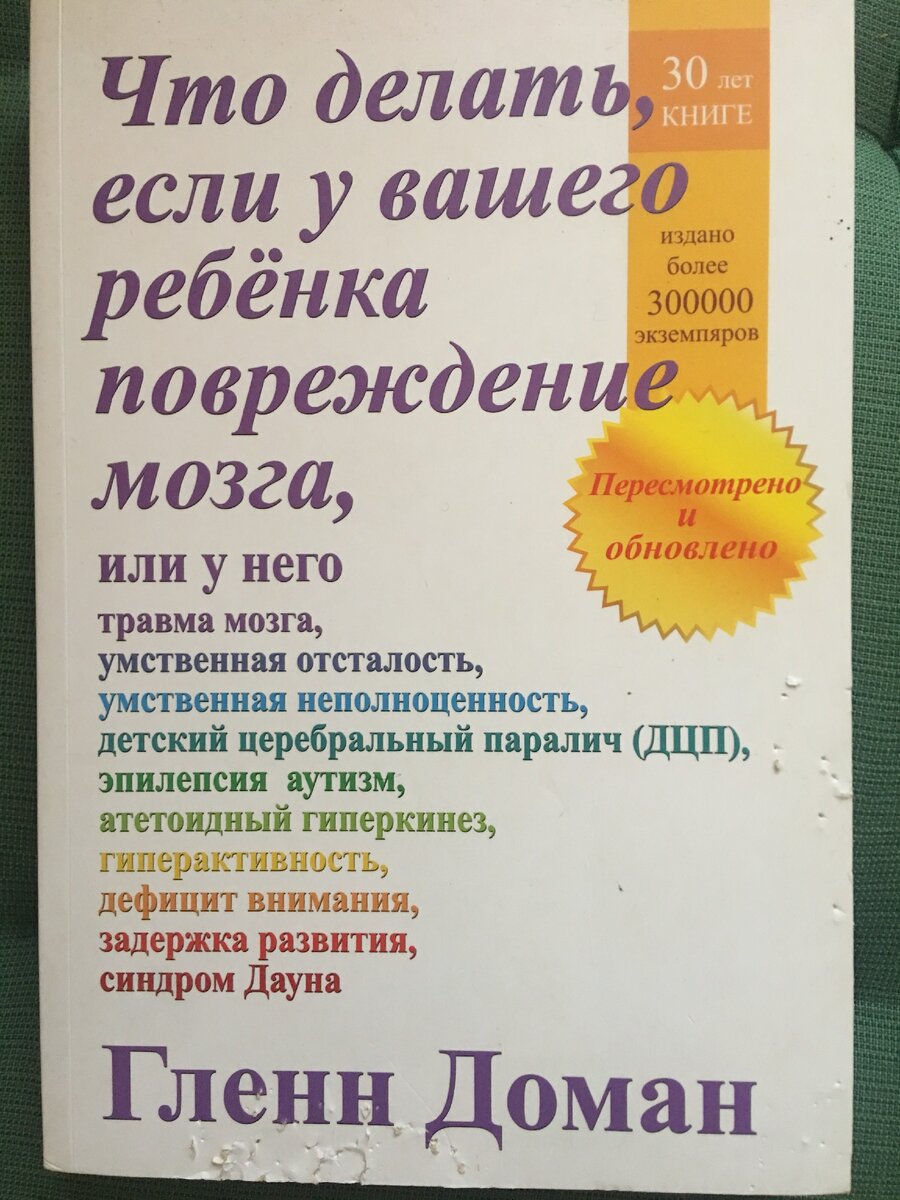 Что делать,
если у вашего
ребёнка
повреждение
мозга,
или у него
травма мозга,
умственная отсталость,
умственная неполноценность,
детский церебральный паралич (ДЦП),
эпилепсия аутизм,
атетоидный гиперкинез,
гиперактивность,
дефицит внимания,
задержка развития,
синдром Дауна
30 лет
КНИГЕ
издано
более
300000
экземпяров
Пересмотрено
и
обновлено
Гленн Доман